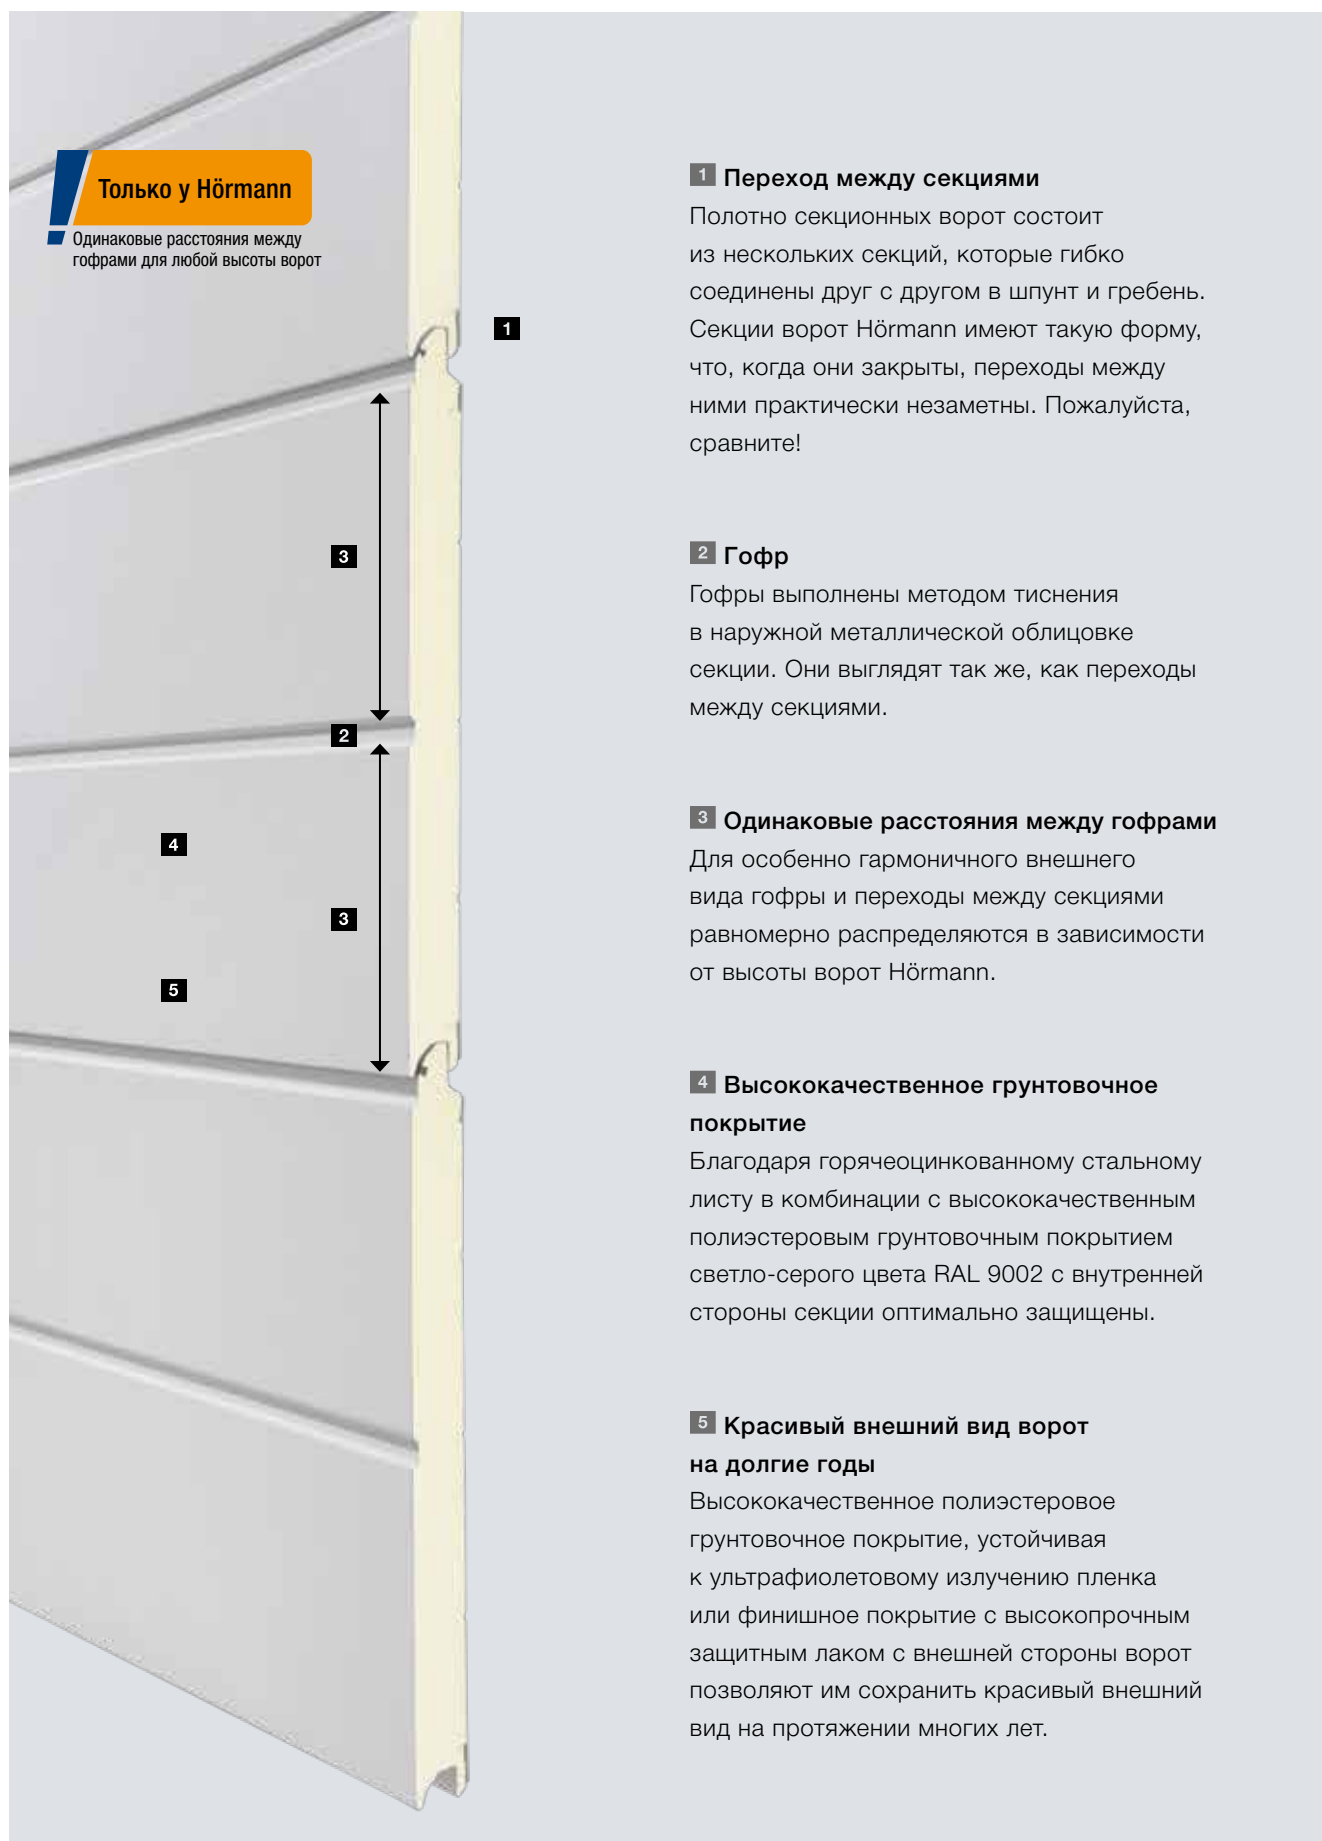 Только у Hörmann
Одинаковые расстояния между
гофрами для любой высоты ворот
1
3
2
4
3
5
1 Переход между секциями
Полотно секционных ворот состоит
из нескольких секций, которые гибко
соединены друг с другом в шпунт и гребень.
Секции ворот Hörmann имеют такую форму,
что, когда они закрыты, переходы между
ними практически незаметны. Пожалуйста,
сравните!
2 Гофр
Гофры выполнены методом тиснения
в наружной металлической облицовке
секции. Они выглядят так же, как переходы
между секциями.
3 Одинаковые расстояния между гофрами
Для особенно гармоничного внешнего
вида гофры и переходы между секциями
равномерно распределяются в зависимости
от высоты ворот Hörmann.
4 Высококачественное грунтовочное
покрытие
Благодаря горячеоцинкованному стальному
листу в комбинации с высококачественным
полиэстеровым грунтовочным покрытием
светло-серого цвета RAL 9002 с внутренней
стороны секции оптимально защищены.
5 Красивый внешний вид ворот
на долгие годы
Высококачественное полиэстеровое
грунтовочное покрытие, устойчивая
к ультрафиолетовому излучению пленка
или финишное покрытие с высокопрочным
защитным лаком с внешней стороны ворот
позволяют им сохранить красивый внешний
вид на протяжении многих лет.